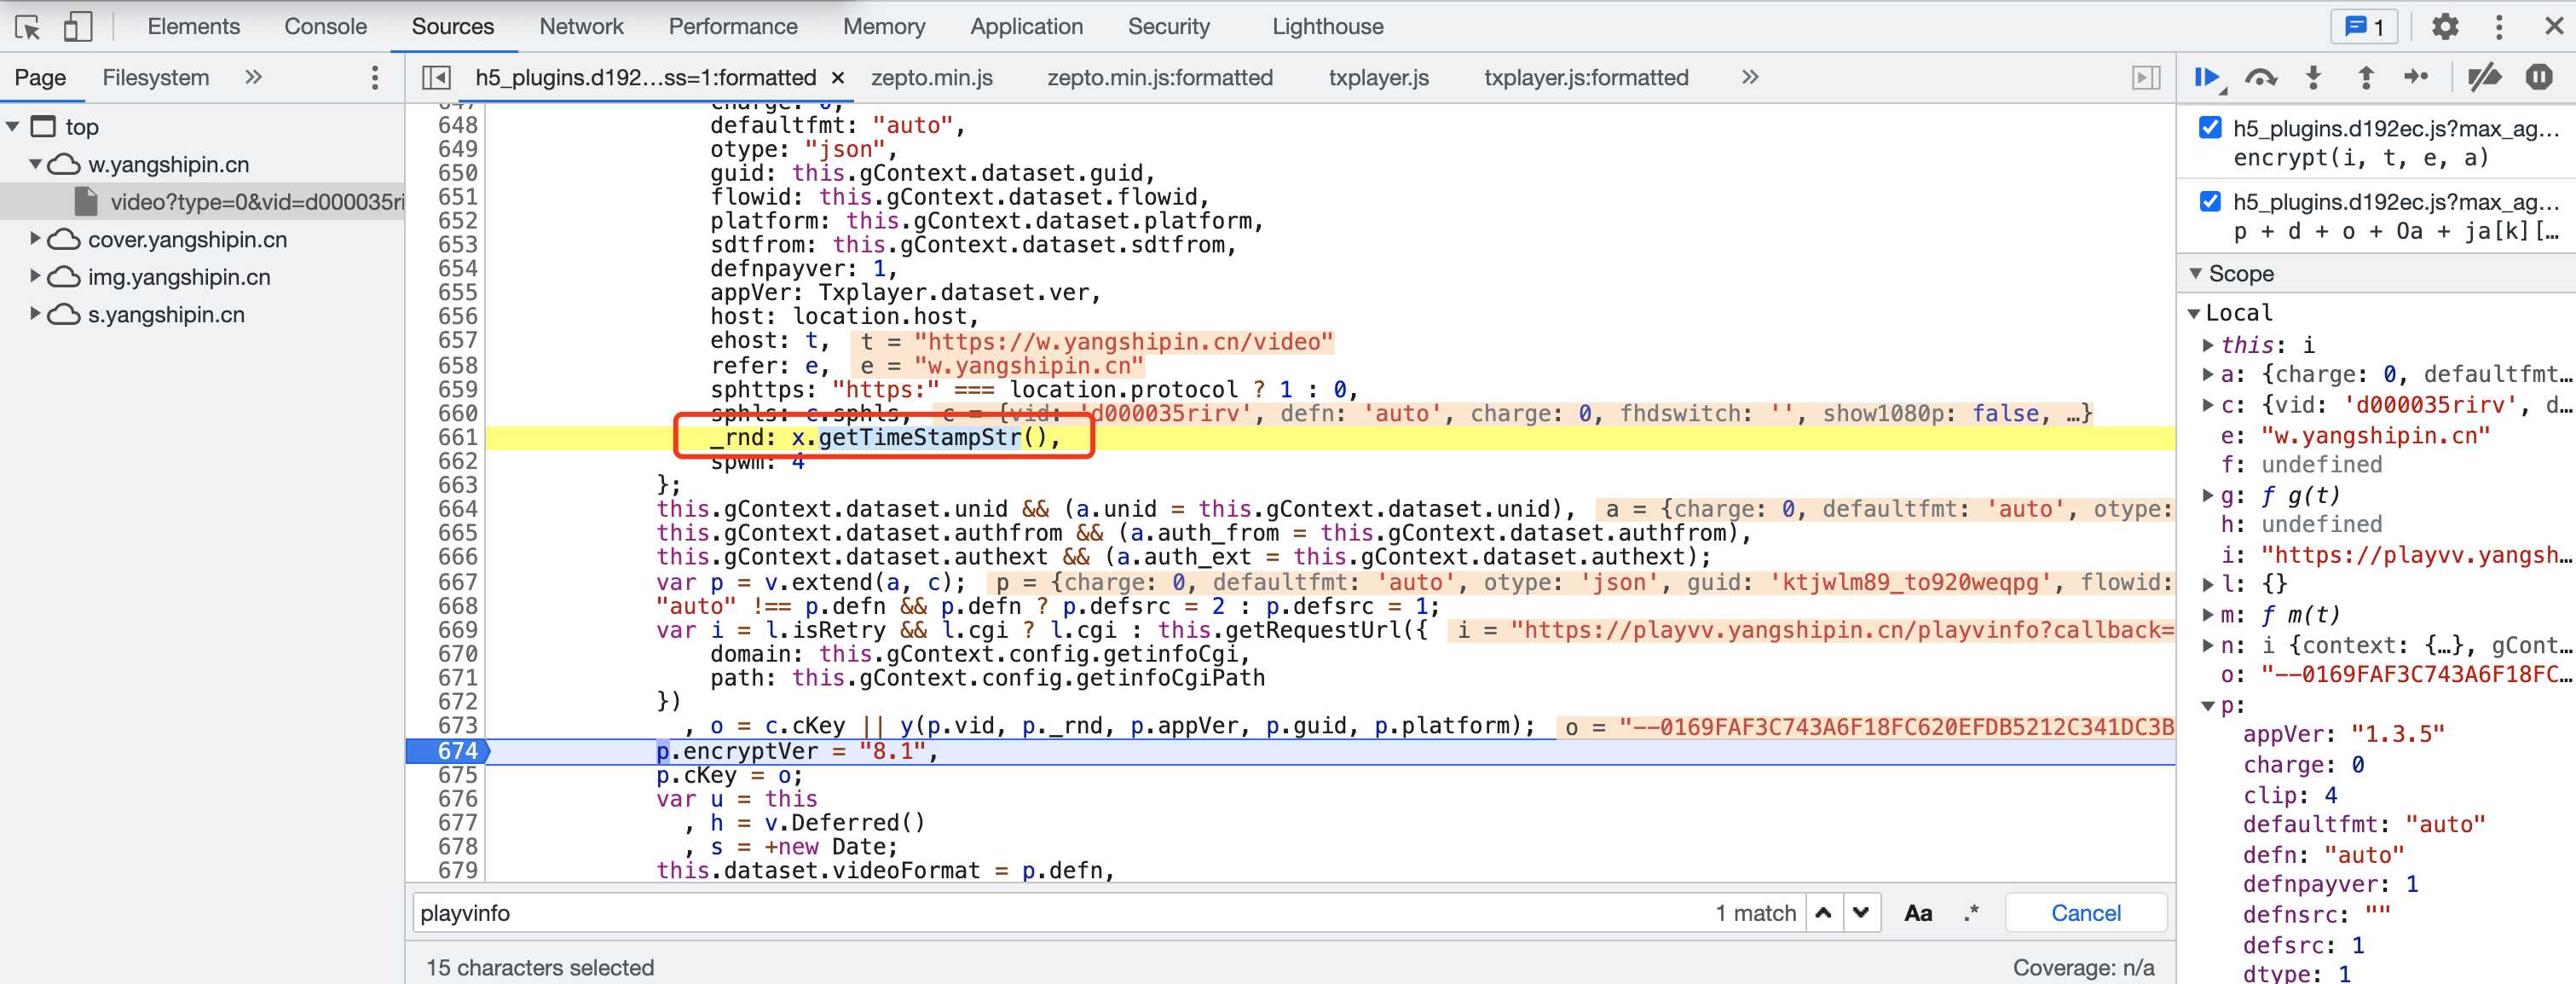 Elements Console Sources Network Performance Memory Application Security Lighthouse 1
Page Filesystem
h5_plugins.d192…ss=1:formatted × zepto.min.js zepto.min.js:formatted txplayer.js txplayer.js:formatted
top
w.yangshipin.cn
video?type=0&vid=d000035ri
cover.yangshipin.cn
img.yangshipin.cn
s.yangshipin.cn
647 charge: 0,
648 defaultfmt: "auto",
649 otype: "json",
650 guid: this.gContext.dataset.guid,
651 flowid: this.gContext.dataset.flowid,
652 platform: this.gContext.dataset.platform,
653 sdtfrom: this.gContext.dataset.sdtfrom,
654 defnpayver: 1,
655 appVer: Txplayer.dataset.ver,
656 host: location.host,
657 ehost: t, t = "https://w.yangshipin.cn/video"
658 refer: e, e = "w.yangshipin.cn"
659 sphttps: "https:" === location.protocol ? 1 : 0,
660 sphls: c.sphls, c = {vid: 'd000035rirv', defn: 'auto', charge: 0, fhdswitch: '', show1080p: false, …}
661 _rnd: x.getTimeStampStr(),
662 spwm: 4
663 };
664 this.gContext.dataset.unid && (a.unid = this.gContext.dataset.unid), a = {charge: 0, defaultfmt: 'auto', otype:
665 this.gContext.dataset.authfrom && (a.auth_from = this.gContext.dataset.authfrom),
666 this.gContext.dataset.authext && (a.auth_ext = this.gContext.dataset.authext);
667 var p = v.extend(a, c); p = {charge: 0, defaultfmt: 'auto', otype: 'json', guid: 'ktjwlm89_to920weqpg', flowid:
668 "auto" !== p.defn && p.defn ? p.defsrc = 2 : p.defsrc = 1;
669 var i = l.isRetry && l.cgi ? l.cgi : this.getRequestUrl({ i = "https://playvv.yangshipin.cn/playvinfo?callback=
670 domain: this.gContext.config.getinfoCgi,
671 path: this.gContext.config.getinfoCgiPath
672 })
673 , o = c.cKey || y(p.vid, p._rnd, p.appVer, p.guid, p.platform); o = "--0169FAF3C743A6F18FC620EFDB5212C341DC3B
674 p.encryptVer = "8.1",
675 p.cKey = o;
676 var u = this
677 , h = v.Deferred()
678 , s = +new Date;
679 this.dataset.videoFormat = p.defn,
playvinfo 1 match Aa .* Cancel
15 characters selected Coverage: n/a
h5_plugins.d192ec.js?max_ag…
encrypt(i, t, e, a)
h5_plugins.d192ec.js?max_ag…
p + d + o + Oa + ja[k][…
Scope
Local
this: i
a: {charge: 0, defaultfmt…
c: {vid: 'd000035rirv', d…
e: "w.yangshipin.cn"
f: undefined
g: ƒ g(t)
h: undefined
i: "https://playvv.yangsh…
l: {}
m: ƒ m(t)
n: i {context: {…}, gCont…
o: "--0169FAF3C743A6F18FC…
p:
appVer: "1.3.5"
charge: 0
clip: 4
defaultfmt: "auto"
defn: "auto"
defnpayver: 1
defnsrc: ""
defsrc: 1
dtype: 1